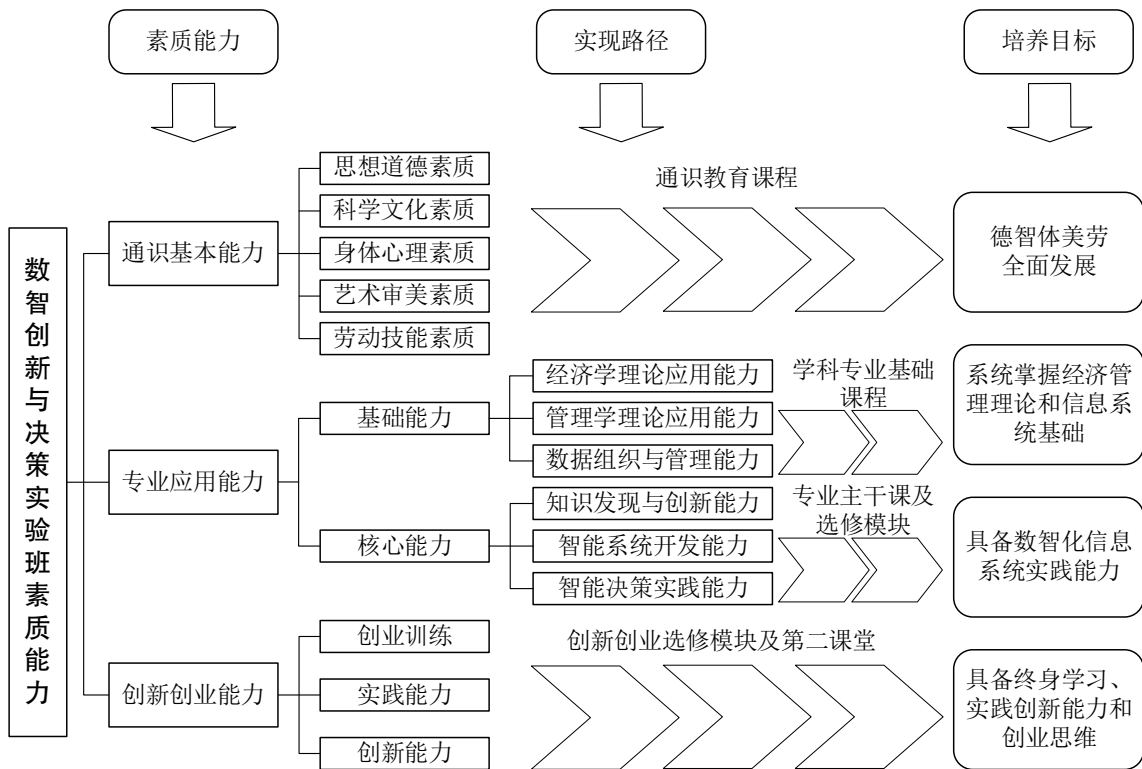 素质能力
实现路径
培养目标
数智创新与决策实验班素质能力
通识基本能力
思想道德素质
科学文化素质
身体心理素质
艺术审美素质
劳动技能素质
通识教育课程
德智体美劳
全面发展
专业应用能力
基础能力
经济学理论应用能力
管理学理论应用能力
数据组织与管理能力
学科专业基础
课程
系统掌握经济管
理理论和信息系
统基础
核心能力
知识发现与创新能力
智能系统开发能力
智能决策实践能力
专业主干课及
选修模块
具备数智化信息
系统实践能力
创新创业能力
创业训练
实践能力
创新能力
创新创业选修模块及第二课堂
具备终身学习、
实践创新能力和
创业思维